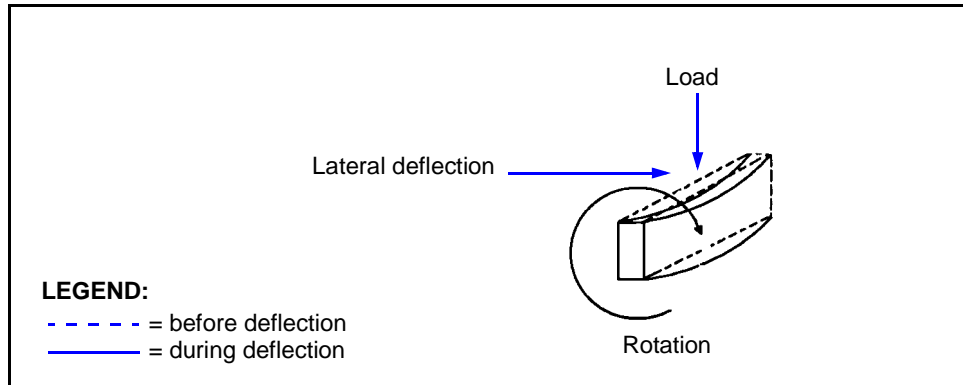 Load
Lateral deflection
LEGEND:
= before deflection
= during deflection
Rotation